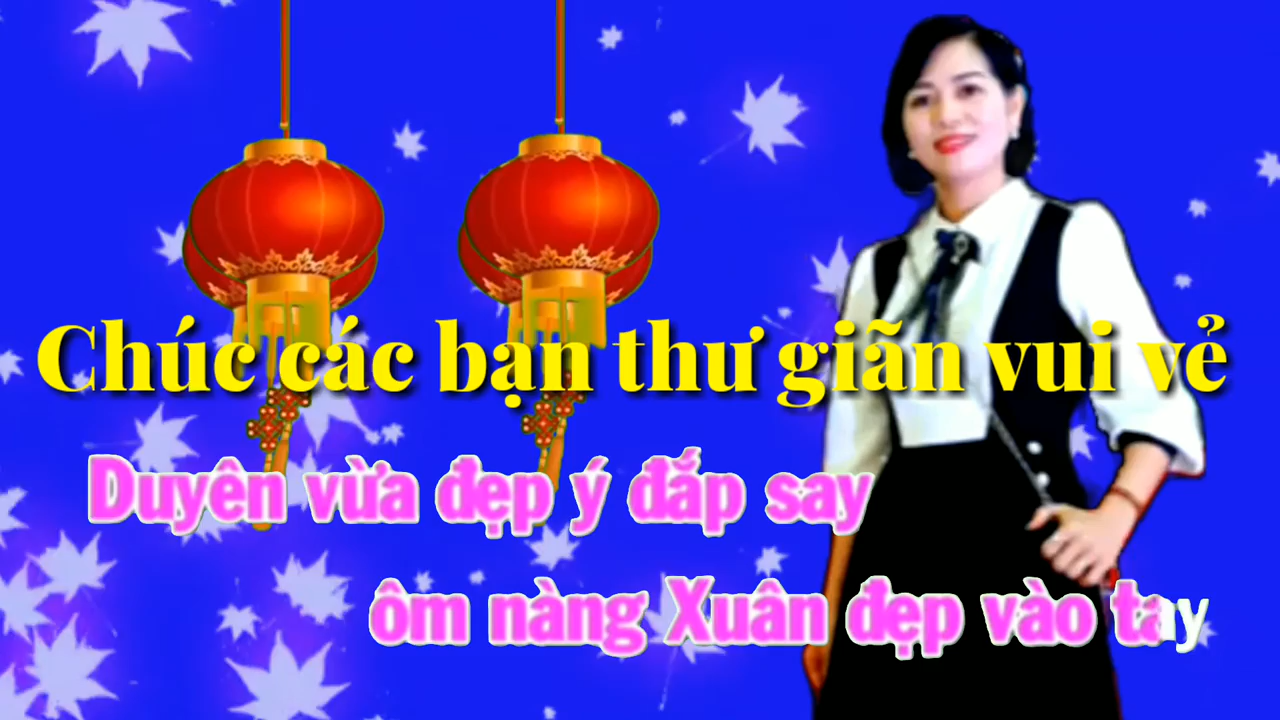 Chúc các bạn thư giãn vui vẻ
Duyên vừa đẹp ý đắp say
ôm nàng Xuân đẹp vào tay